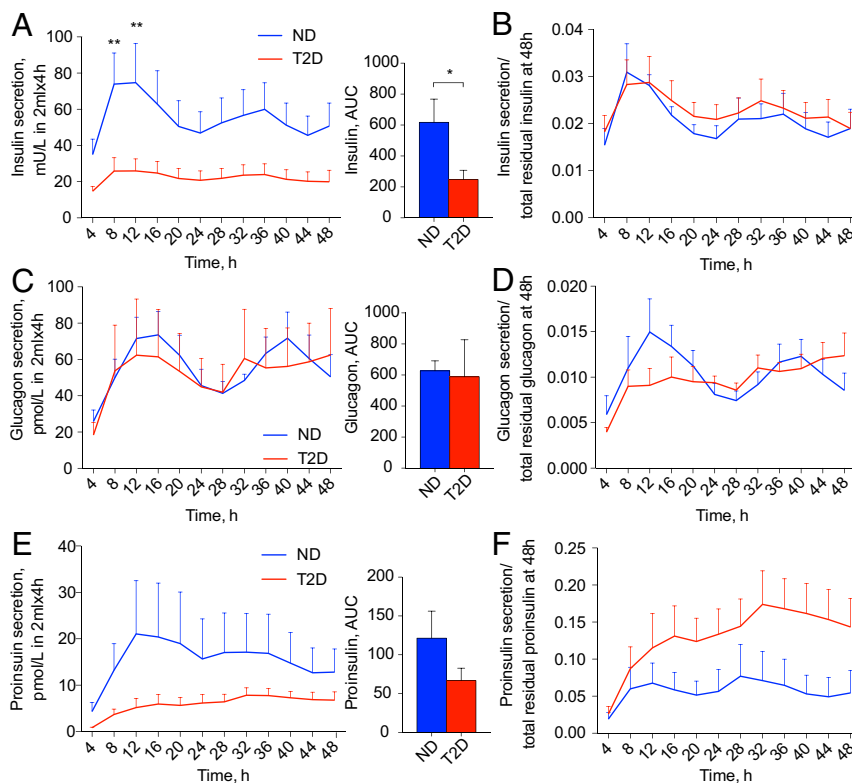 A
Insulin secretion,
mU/L in 2mlx4h
100
80
60
40
20
0
** **
ND
T2D
4 8 12 16 20 24 28 32 36 40 44 48
Time, h
Insulin, AUC
1000
800
600
400
200
0
*
ND T2D
B
Insulin secretion/
total residual insulin at 48h
0.04
0.03
0.02
0.01
0.00
4 8 12 16 20 24 28 32 36 40 44 48
Time, h
C
Glucagon secretion,
pmol/L in 2mlx4h
100
80
60
40
20
0
ND
T2D
4 8 12 16 20 24 28 32 36 40 44 48
Time, h
Glucagon, AUC
1000
800
600
400
200
0
ND T2D
D
Glucagon secretion/
total residual glucagon at 48h
0.020
0.015
0.010
0.005
0.000
4 8 12 16 20 24 28 32 36 40 44 48
Time, h
E
Proinsulin secretion,
pmol/L in 2mlx4h
40
30
20
10
0
ND
T2D
4 8 12 16 20 24 28 32 36 40 44 48
Time, h
Proinsulin, AUC
200
150
100
50
0
ND T2D
F
Proinsulin secretion/
total residual proinsulin at 48h
0.25
0.20
0.15
0.10
0.05
0.00
4 8 12 16 20 24 28 32 36 40 44 48
Time, h